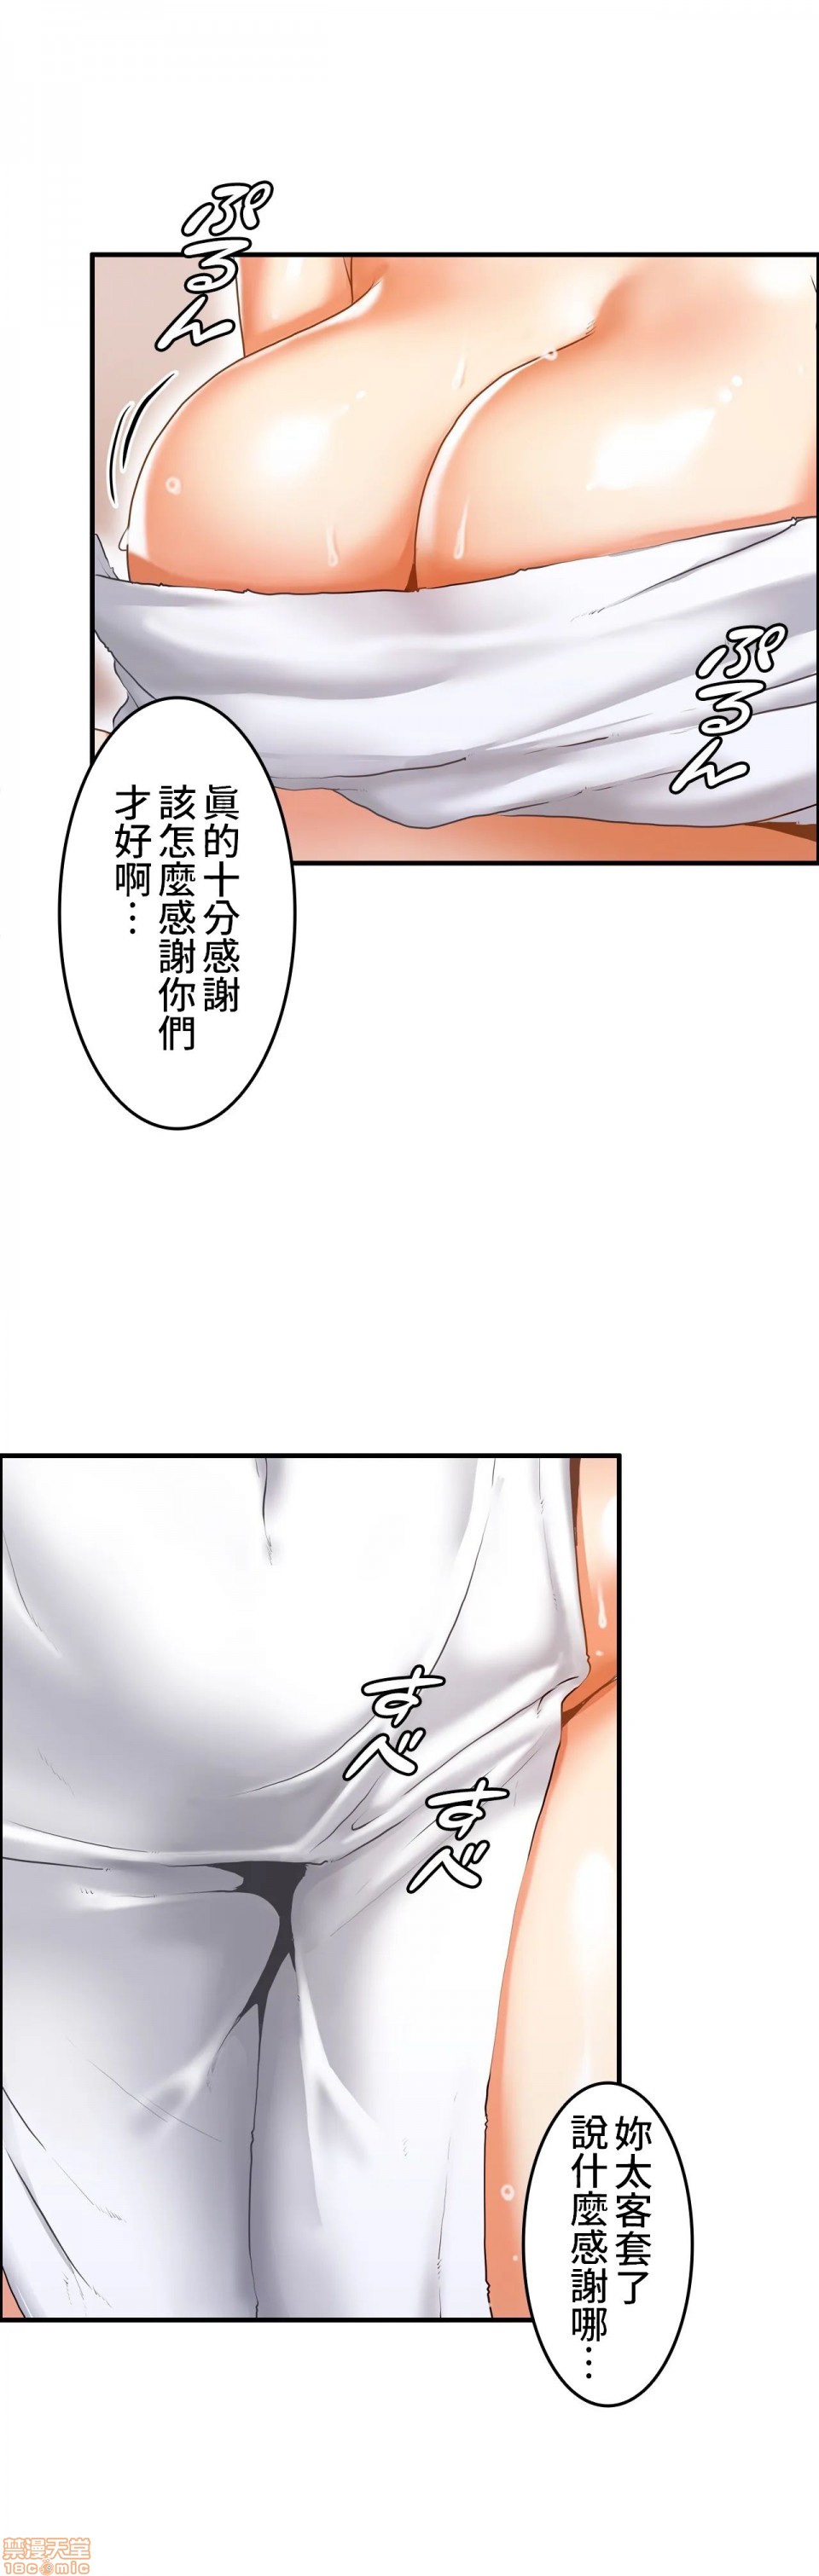 ぷるん
ぷるん
眞的十分感謝
該怎麼感謝你們
才好啊…
すべ
すべ
妳太客套了
說什麼感謝哪…
禁漫天堂
18comic